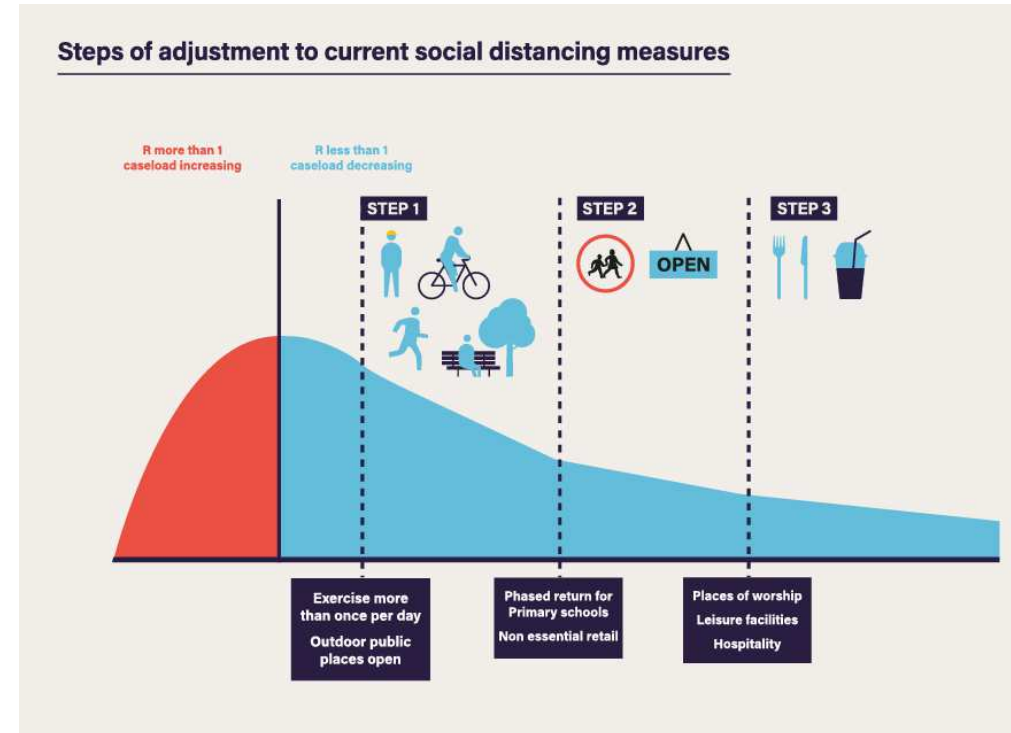 Steps of adjustment to current social distancing measures
R more than 1
caseload increasing
R less than 1
caseload decreasing
STEP 1
STEP 2
STEP 3
OPEN
Exercise more
than once per day
Outdoor public
places open
Phased return for
Primary schools
Non essential retail
Places of worship
Leisure facilities
Hospitality